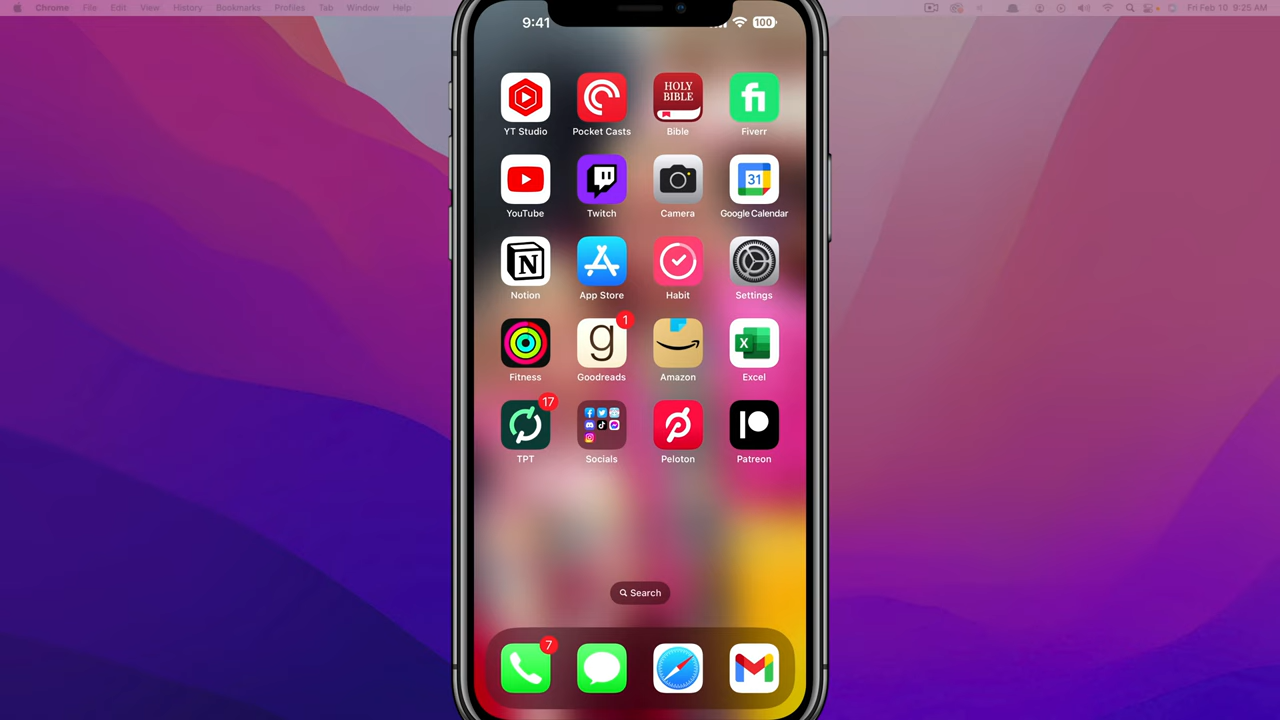 Chrome File Edit View History Bookmarks Profiles Tab Window Help
Fri Feb 10 9:25 AM
9:41
100
HOLY
BIBLE
fi
YT Studio Pocket Casts Bible Fiverr
31
YouTube Twitch Camera Google Calendar
N
Notion App Store Habit Settings
1
g
X
Fitness Goodreads Amazon Excel
17
TPT Socials Peloton Patreon
Search
7